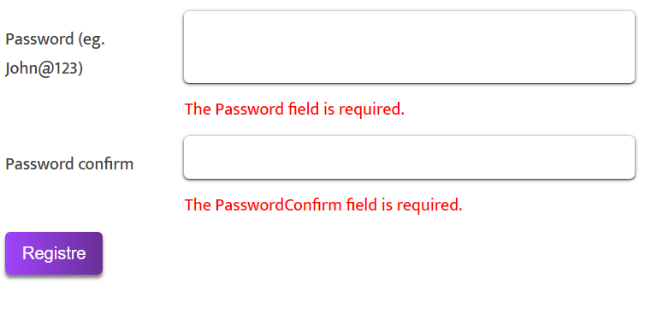 Password (eg.
John@123)
The Password field is required.
Password confirm
The PasswordConfirm field is required.
Registre